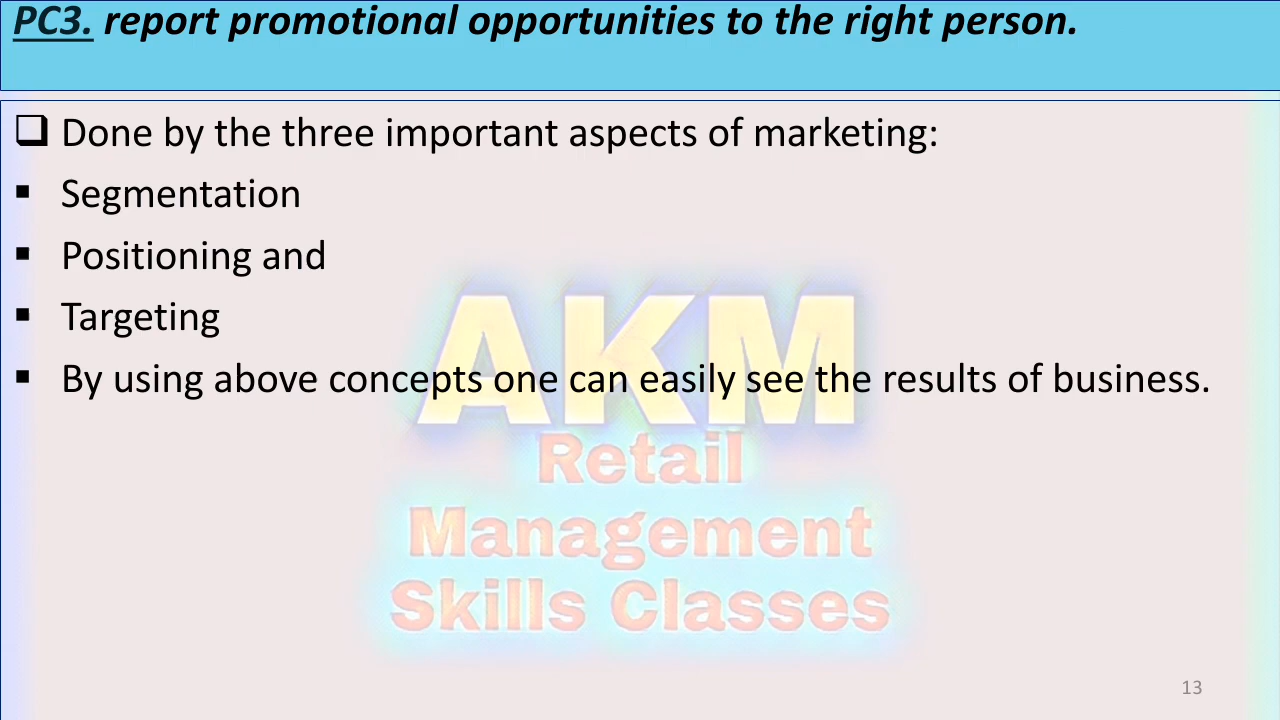 PC3. report promotional opportunities to the right person.
❑ Done by the three important aspects of marketing:
▪ Segmentation
▪ Positioning and
▪ Targeting
▪ By using above concepts one can easily see the results of business.
AKM
Retail
Management
Skills Classes
13